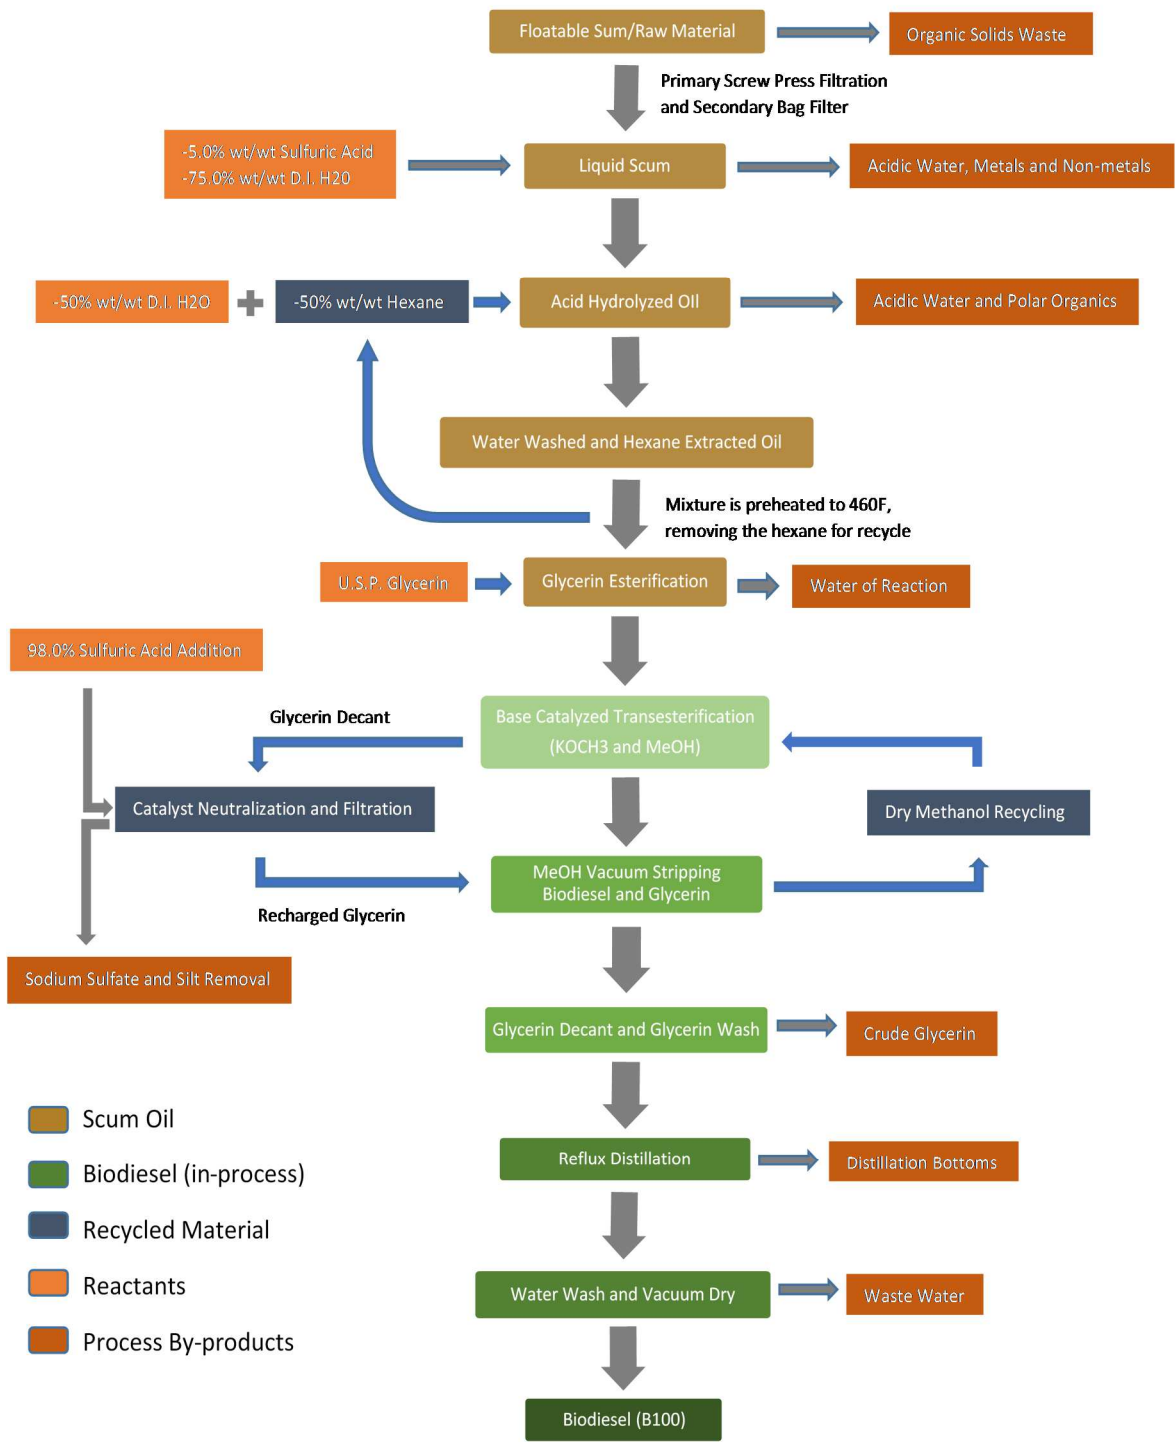 Floatable Sum/Raw Material
Organic Solids Waste
Primary Screw Press Filtration
and Secondary Bag Filter
-5.0% wt/wt Sulfuric Acid
-75.0% wt/wt D.I. H20
Liquid Scum
Acidic Water, Metals and Non-metals
-50% wt/wt D.I. H2O
-50% wt/wt Hexane
Acid Hydrolyzed OIl
Acidic Water and Polar Organics
Water Washed and Hexane Extracted Oil
Mixture is preheated to 460F,
removing the hexane for recycle
U.S.P. Glycerin
Glycerin Esterification
Water of Reaction
98.0% Sulfuric Acid Addition
Glycerin Decant
Base Catalyzed Transesterification
(KOCH3 and MeOH)
Catalyst Neutralization and Filtration
Dry Methanol Recycling
MeOH Vacuum Stripping
Biodiesel and Glycerin
Recharged Glycerin
Sodium Sulfate and Silt Removal
Glycerin Decant and Glycerin Wash
Crude Glycerin
Scum Oil
Reflux Distillation
Distillation Bottoms
Biodiesel (in-process)
Recycled Material
Reactants
Water Wash and Vacuum Dry
Waste Water
Process By-products
Biodiesel (B100)